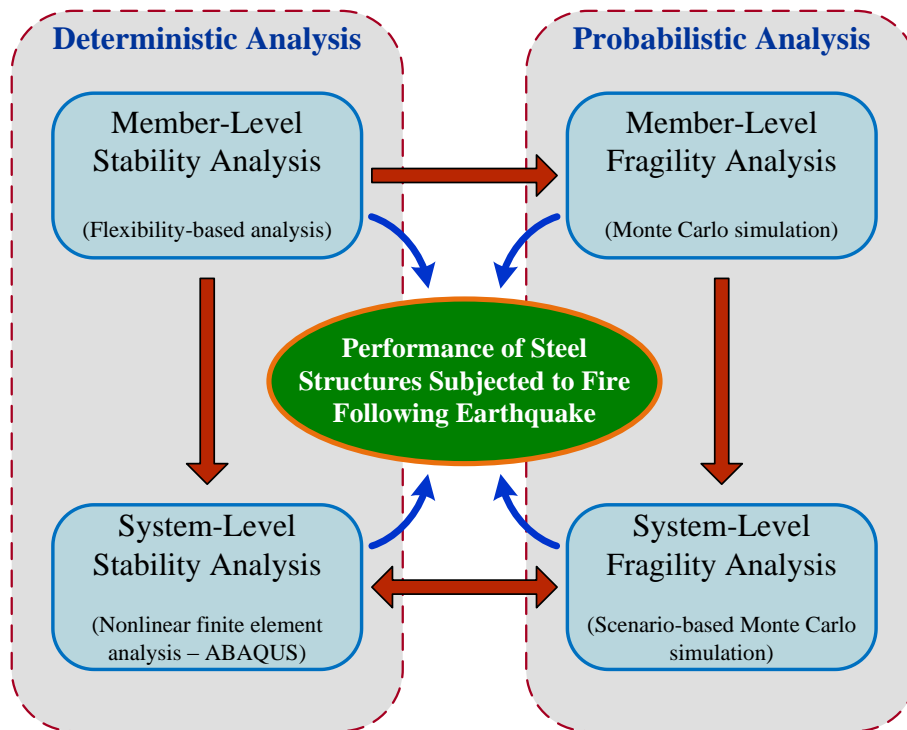 Deterministic Analysis
Probabilistic Analysis
Member-Level
Stability Analysis
(Flexibility-based analysis)
Member-Level
Fragility Analysis
(Monte Carlo simulation)
Performance of Steel
Structures Subjected to Fire
Following Earthquake
System-Level
Stability Analysis
(Nonlinear finite element
analysis – ABAQUS)
System-Level
Fragility Analysis
(Scenario-based Monte Carlo
simulation)